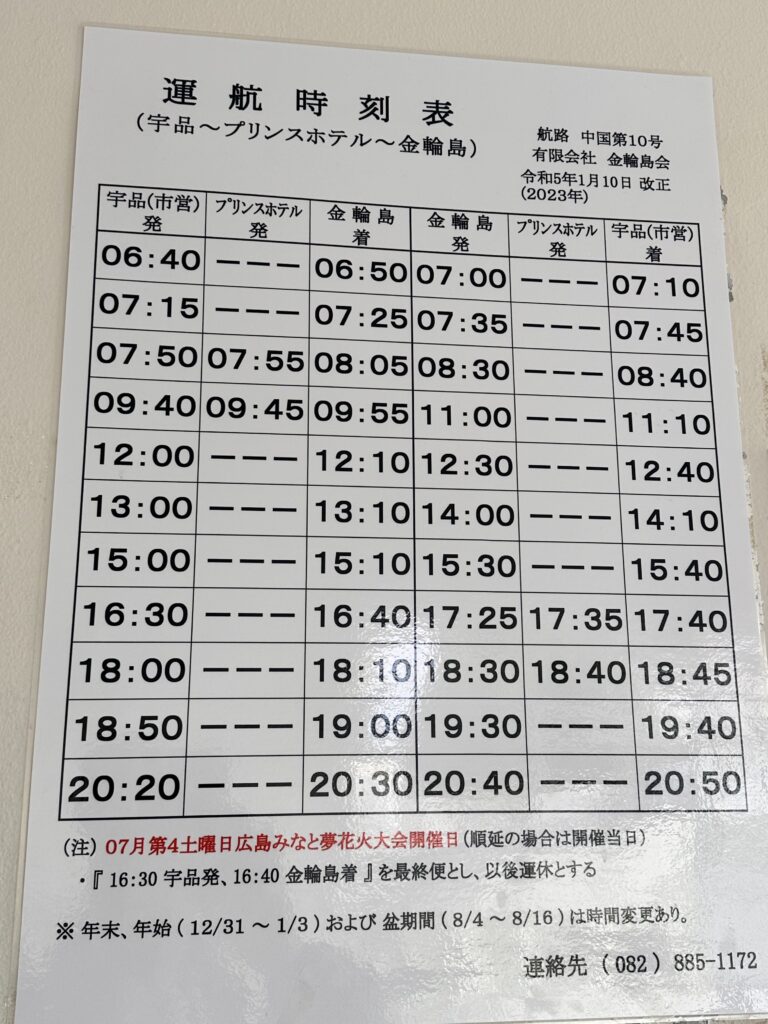 運航時刻表
(宇品～プリンスホテル～金輪島)
航路 中国第10号
有限会社 金輪島会
令和5年1月10日 改正
(2023年)
宇品(市営)発 プリンスホテル発 金輪島着 金輪島発 プリンスホテル発 宇品(市営)着
06:40 ーーー 06:50 07:00 ーーー 07:10
07:15 ーーー 07:25 07:35 ーーー 07:45
07:50 07:55 08:05 08:30 ーーー 08:40
09:40 09:45 09:55 11:00 ーーー 11:10
12:00 ーーー 12:10 12:30 ーーー 12:40
13:00 ーーー 13:10 14:00 ーーー 14:10
15:00 ーーー 15:10 15:30 ーーー 15:40
16:30 ーーー 16:40 17:25 17:35 17:40
18:00 ーーー 18:10 18:30 18:40 18:45
18:50 ーーー 19:00 19:30 ーーー 19:40
20:20 ーーー 20:30 20:40 ーーー 20:50
(注) 07月第4土曜日広島みなと夢花火大会開催日(順延の場合は開催当日)
・『 16:30 宇品発、16:40 金輪島着 』を最終便とし、以後運休とする
※ 年末、年始 ( 12/31 ～ 1/3 ) および 盆期間 ( 8/4 ～ 8/16 ) は時間変更あり。
連絡先 ( 082 ) 885-1172